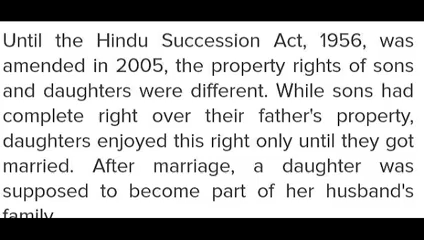 Until the Hindu Succession Act, 1956, was
amended in 2005, the property rights of sons
and daughters were different. While sons had
complete right over their father's property,
daughters enjoyed this right only until they got
married. After marriage, a daughter was
supposed to become part of her husband's
family